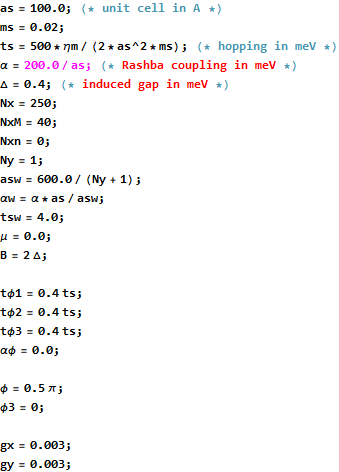 as = 100.0; (* unit cell in A *)
ms = 0.02;
ts = 500*ηm / (2*as^2*ms); (* hopping in meV *)
α = 200.0/as; (* Rashba coupling in meV *)
Δ = 0.4; (* induced gap in meV *)
Nx = 250;
NxM = 40;
Nxn = 0;
Ny = 1;
asw = 600.0 / (Ny + 1);
αw = α*as / asw;
tsw = 4.0;
μ = 0.0;
B = 2 Δ;
tϕ1 = 0.4 ts;
tϕ2 = 0.4 ts;
tϕ3 = 0.4 ts;
αϕ = 0.0;
ϕ = 0.5 π;
ϕ3 = 0;
gx = 0.003;
gy = 0.003;